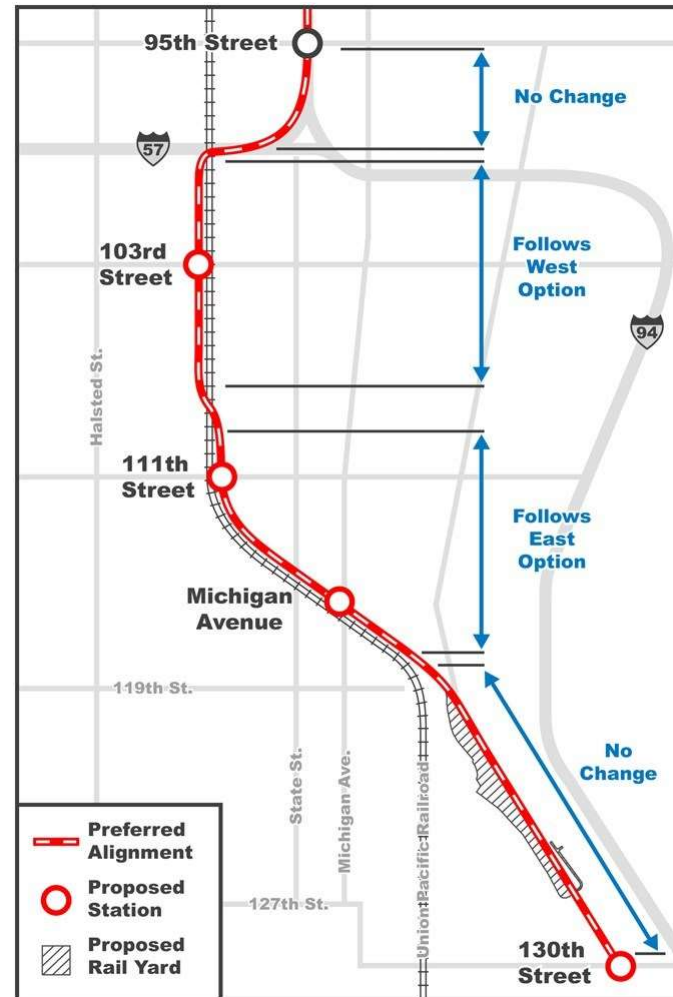 95th Street
No Change
57
103rd
Street
Follows
West
Option
94
Halsted St.
111th
Street
Follows
East
Option
Michigan
Avenue
119th St.
No
Change
State St.
Michigan Ave.
Union Pacific Railroad
127th St.
130th
Street
Preferred
Alignment
Proposed
Station
Proposed
Rail Yard